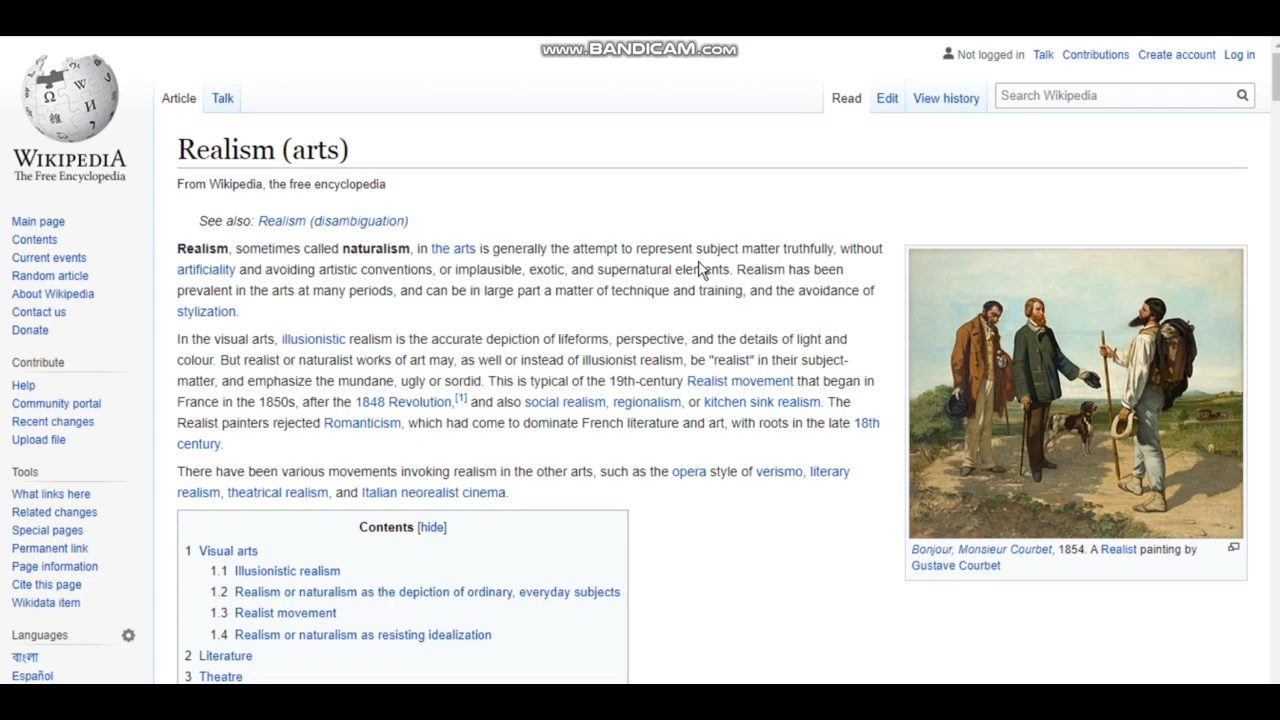 www.BANDICAM.com
Not logged in Talk Contributions Create account Log in
Article Talk Read Edit View history Search Wikipedia
WIKIPEDIA
The Free Encyclopedia
Main page
Contents
Current events
Random article
About Wikipedia
Contact us
Donate
Contribute
Help
Community portal
Recent changes
Upload file
Tools
What links here
Related changes
Special pages
Permanent link
Page information
Cite this page
Wikidata item
Languages
বাংলা
Español
Realism (arts)
From Wikipedia, the free encyclopedia
See also: Realism (disambiguation)
Realism, sometimes called naturalism, in the arts is generally the attempt to represent subject matter truthfully, without
artificiality and avoiding artistic conventions, or implausible, exotic, and supernatural elements. Realism has been
prevalent in the arts at many periods, and can be in large part a matter of technique and training, and the avoidance of
stylization.
In the visual arts, illusionistic realism is the accurate depiction of lifeforms, perspective, and the details of light and
colour. But realist or naturalist works of art may, as well or instead of illusionist realism, be "realist" in their subject-
matter, and emphasize the mundane, ugly or sordid. This is typical of the 19th-century Realist movement that began in
France in the 1850s, after the 1848 Revolution,[1] and also social realism, regionalism, or kitchen sink realism. The
Realist painters rejected Romanticism, which had come to dominate French literature and art, with roots in the late 18th
century.
There have been various movements invoking realism in the other arts, such as the opera style of verismo, literary
realism, theatrical realism, and Italian neorealist cinema.
Contents [hide]
1 Visual arts
1.1 Illusionistic realism
1.2 Realism or naturalism as the depiction of ordinary, everyday subjects
1.3 Realist movement
1.4 Realism or naturalism as resisting idealization
2 Literature
3 Theatre
Bonjour, Monsieur Courbet, 1854. A Realist painting by
Gustave Courbet